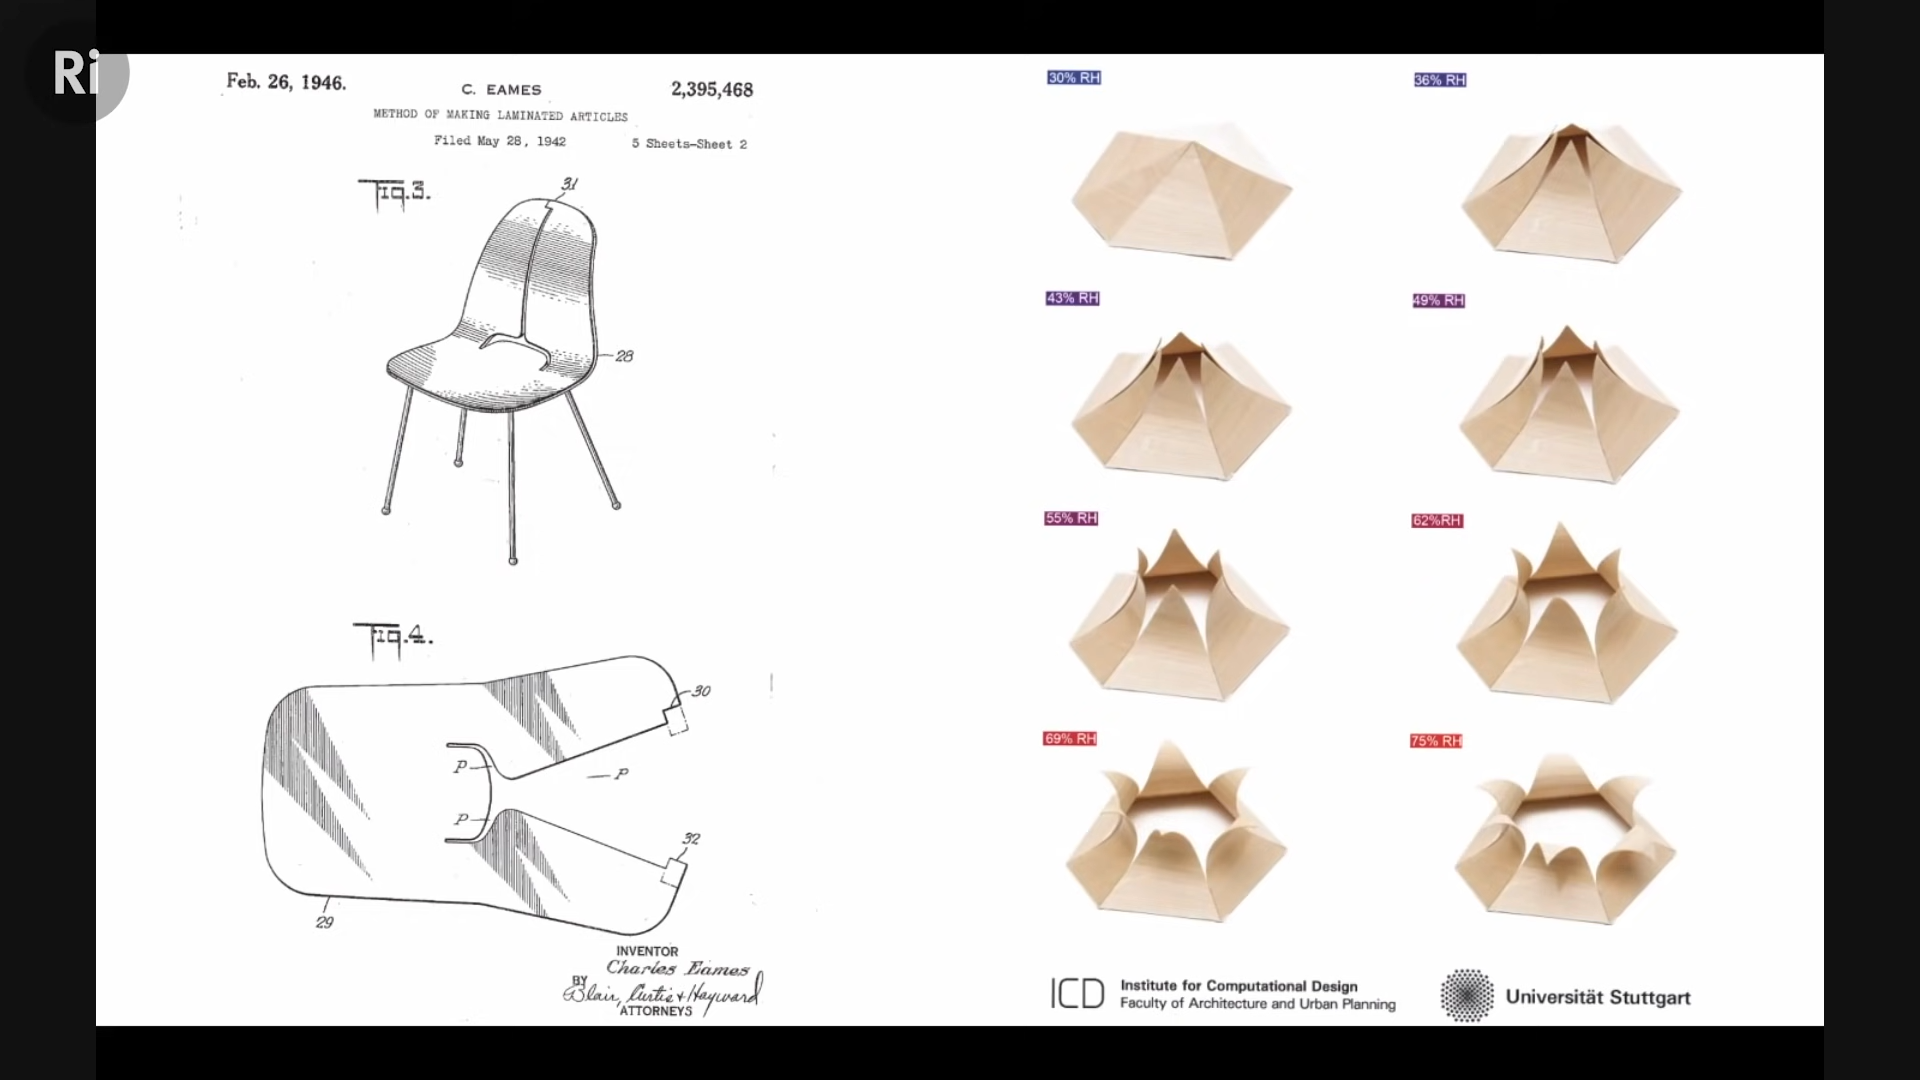 Ri
Feb. 26, 1946.
C. EAMES
2,395,468
METHOD OF MAKING LAMINATED ARTICLES
Filed May 28, 1942
5 Sheets-Sheet 2
Fig.3.
31
28
Fig.4.
30
P
P
P
32
29
INVENTOR
Charles Eames
BY
Blair, Curtis + Hayward
ATTORNEYS
30% RH
36% RH
43% RH
49% RH
55% RH
62%RH
69% RH
75% RH
ICD
Institute for Computational Design
Faculty of Architecture and Urban Planning
Universität Stuttgart